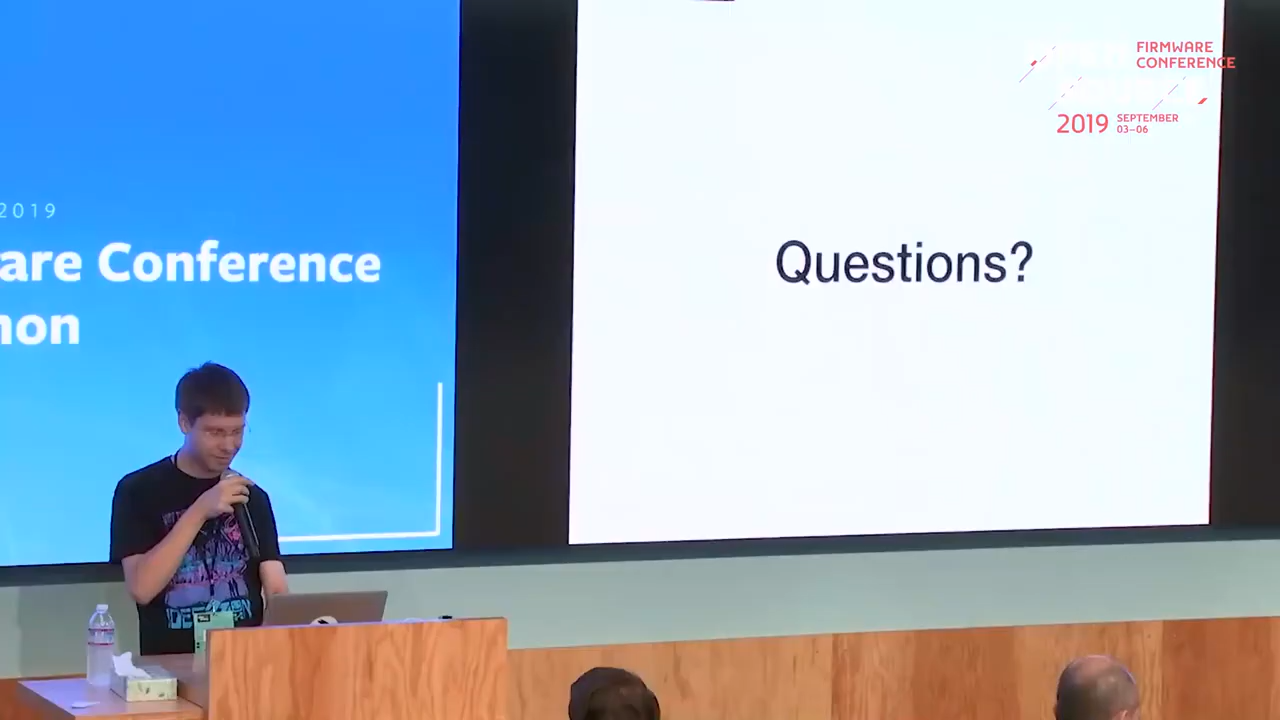 2019
are Conference
non
Questions?
FIRMWARE
CONFERENCE
2019
SEPTEMBER
03–06